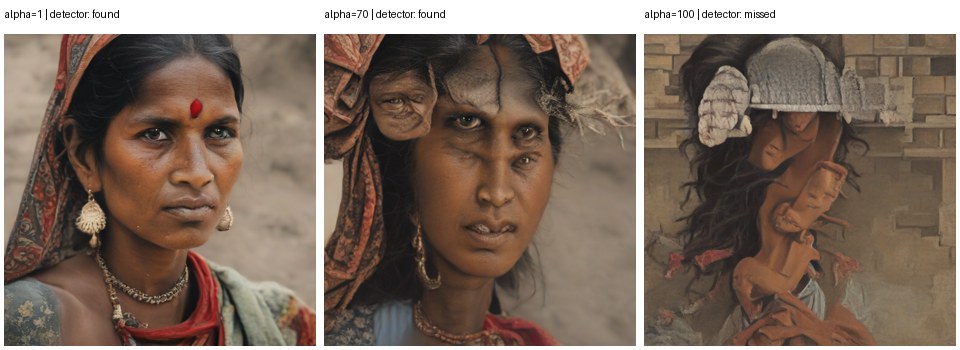 alpha=1 | detector: found
alpha=70 | detector: found
alpha=100 | detector: missed